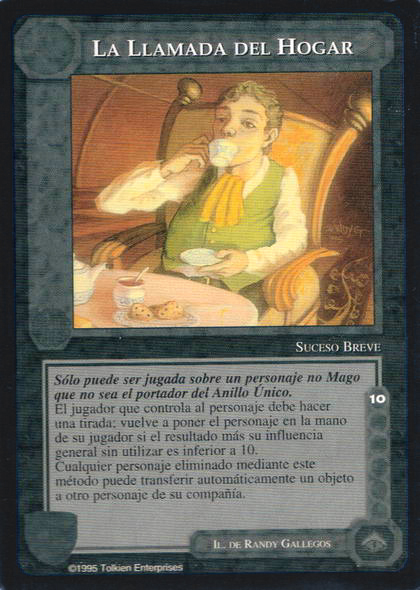 La Llamada del Hogar
RANDY G
Suceso Breve
Sólo puede ser jugada sobre un personaje no Mago
que no sea el portador del Anillo Único.
El jugador que controla al personaje debe hacer
una tirada; vuelve a poner el personaje en la mano
de su jugador si el resultado más su influencia
general sin utilizar es inferior a 10.
Cualquier personaje eliminado mediante este
método puede transferir automáticamente un objeto
a otro personaje de su compañía.
10
Il. de Randy Gallegos
©1995 Tolkien Enterprises